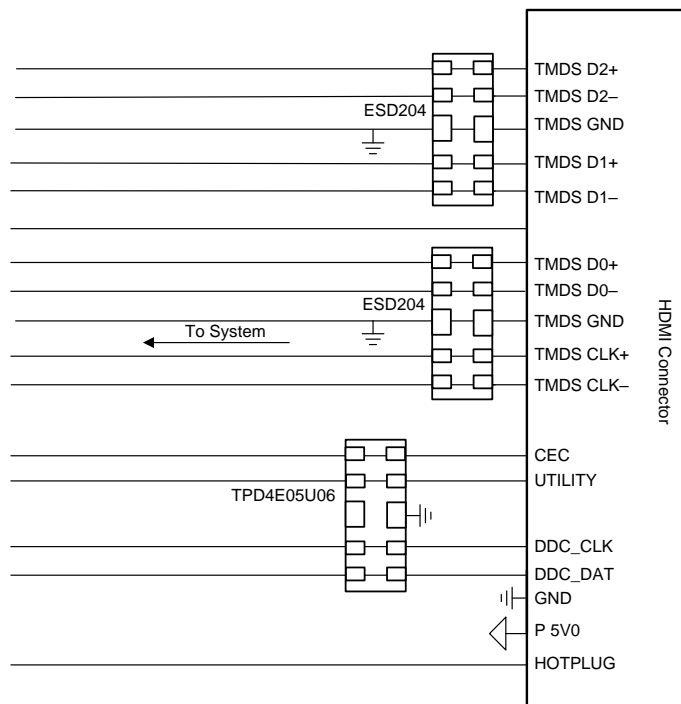 TMDS D2+
TMDS D2–
ESD204
TMDS GND
TMDS D1+
TMDS D1–
TMDS D0+
TMDS D0–
ESD204
TMDS GND
To System
TMDS CLK+
TMDS CLK–
HDMI Connector
CEC
UTILITY
TPD4E05U06
DDC_CLK
DDC_DAT
GND
P 5V0
HOTPLUG